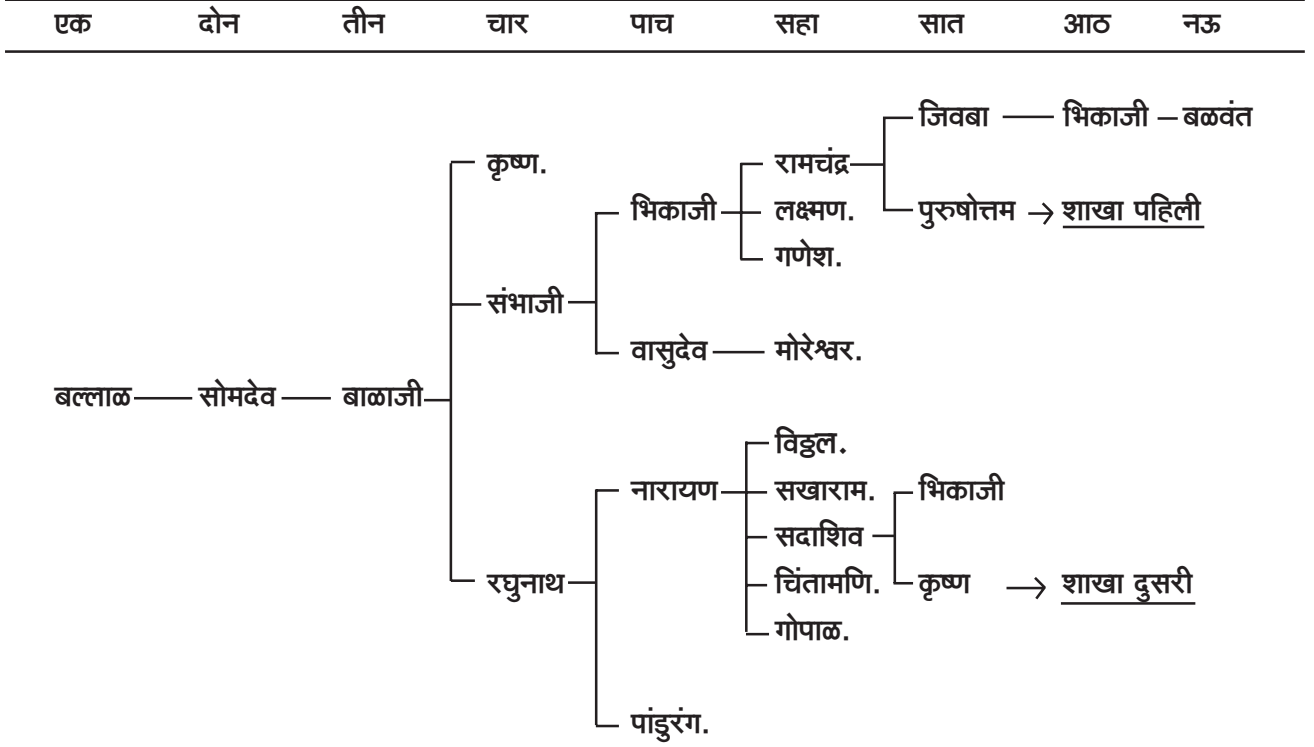 एक दोन तीन चार पाच सहा सात आठ नऊ
जिवबा भिकाजी बळवंत
कृष्ण. रामचंद्र
भिकाजी लक्ष्मण. पुरुषोत्तम शाखा पहिली
गणेश.
संभाजी
वासुदेव मोरेश्वर.
बल्लाळ सोमदेव बाळाजी
विठ्ठल.
नारायण सखाराम. भिकाजी
सदाशिव
रघुनाथ चिंतामणि. कृष्ण शाखा दुसरी
गोपाळ.
पांडुरंग.